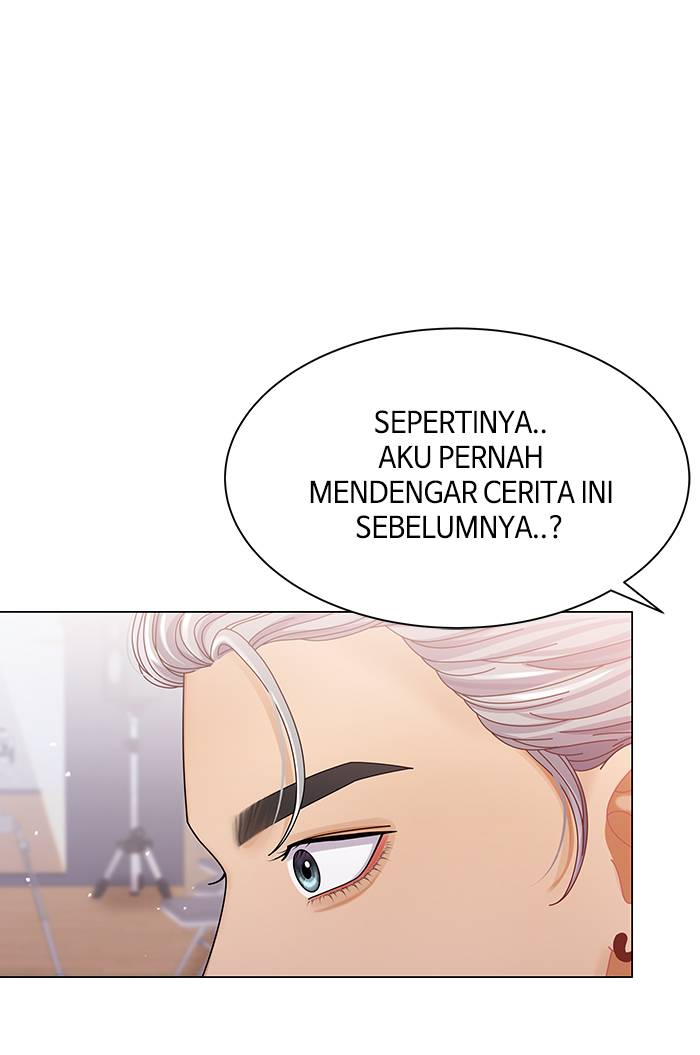 SEPERTINYA..
AKU PERNAH
MENDENGAR CERITA INI
SEBELUMNYA..?